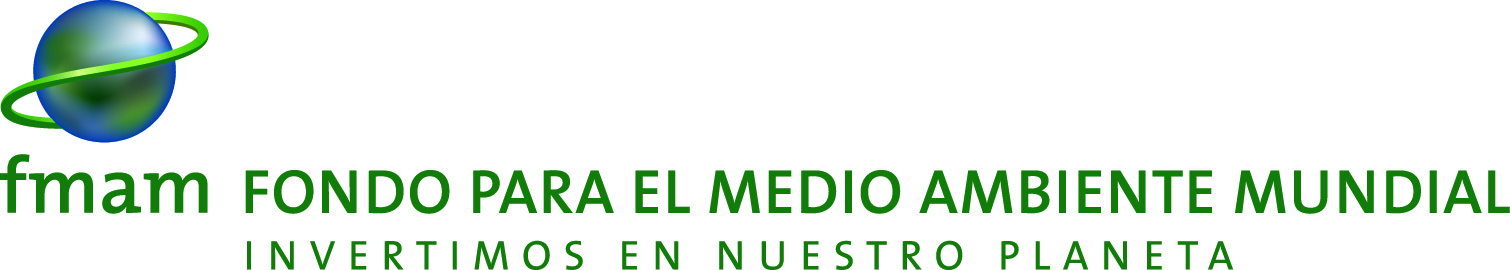 fmam FONDO PARA EL MEDIO AMBIENTE MUNDIAL
INVERTIMOS EN NUESTRO PLANETA